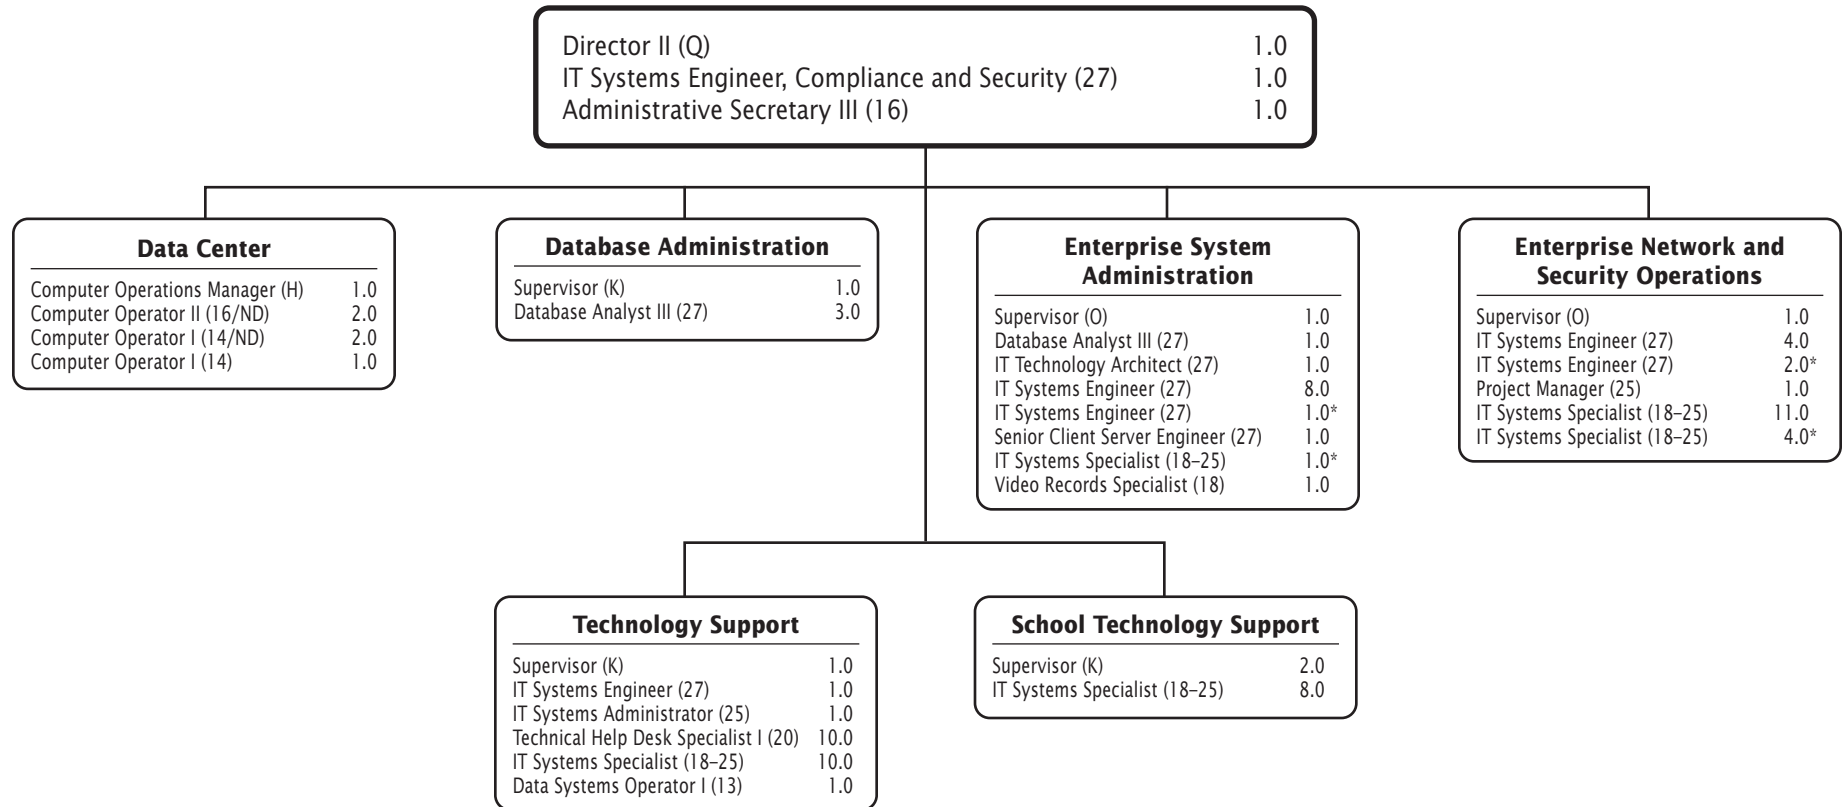 Director II (Q) 1.0
IT Systems Engineer, Compliance and Security (27) 1.0
Administrative Secretary III (16) 1.0
Data Center
Computer Operations Manager (H) 1.0
Computer Operator II (16/ND) 2.0
Computer Operator I (14/ND) 2.0
Computer Operator I (14) 1.0
Database Administration
Supervisor (K) 1.0
Database Analyst III (27) 3.0
Enterprise System
Administration
Supervisor (O) 1.0
Database Analyst III (27) 1.0
IT Technology Architect (27) 1.0
IT Systems Engineer (27) 8.0
IT Systems Engineer (27) 1.0*
Senior Client Server Engineer (27) 1.0
IT Systems Specialist (18–25) 1.0*
Video Records Specialist (18) 1.0
Enterprise Network and
Security Operations
Supervisor (O) 1.0
IT Systems Engineer (27) 4.0
IT Systems Engineer (27) 2.0*
Project Manager (25) 1.0
IT Systems Specialist (18–25) 11.0
IT Systems Specialist (18–25) 4.0*
Technology Support
Supervisor (K) 1.0
IT Systems Engineer (27) 1.0
IT Systems Administrator (25) 1.0
Technical Help Desk Specialist I (20) 10.0
IT Systems Specialist (18–25) 10.0
Data Systems Operator I (13) 1.0
School Technology Support
Supervisor (K) 2.0
IT Systems Specialist (18–25) 8.0